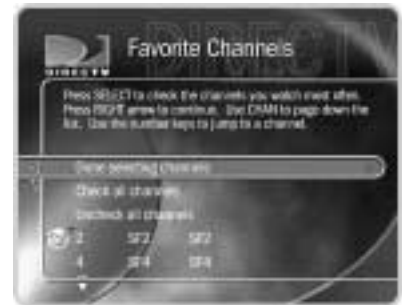 DIRECTV
Favorite Channels
DIRECTV
Press SELECT to check the channels you watch most often.
Press RIGHT arrow to continue. Use CHAN to page down the
list. Use the number keys to jump to a channel.
Done selecting channels
Check all channels
Uncheck all channels
2 SF2 SF2
4 SF4 SF4